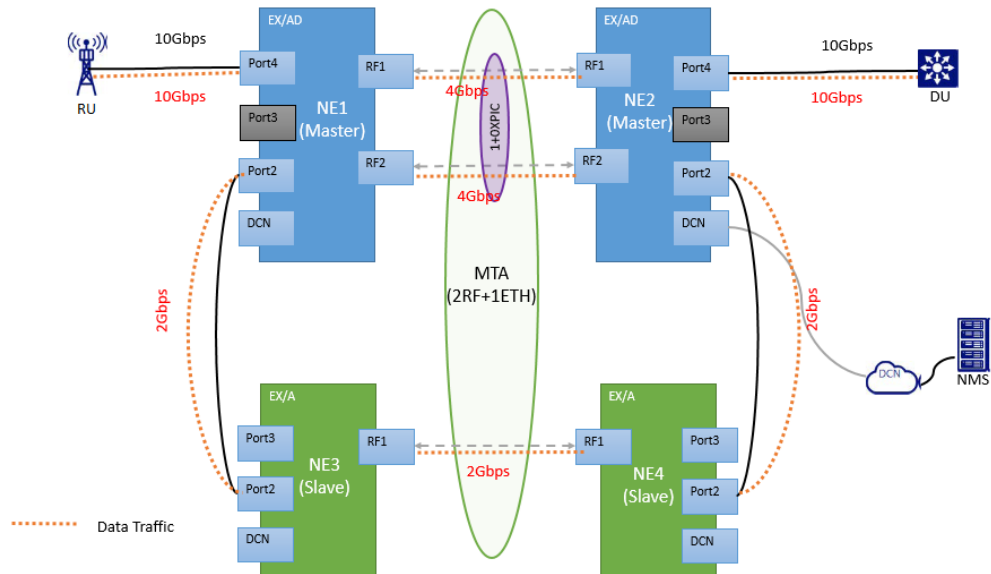 EX/AD
EX/AD
10Gbps
10Gbps
Port4
RF1
RF1
Port4
10Gbps
4Gbps
10Gbps
RU
DU
NE1
(Master)
NE2
(Master)
Port3
Port3
1+0XPIC
Port2
RF2
RF2
Port2
4Gbps
DCN
DCN
MTA
(2RF+1ETH)
2Gbps
2Gbps
DCN
NMS
EX/A
EX/A
Port3
RF1
RF1
Port3
NE3
(Slave)
NE4
(Slave)
2Gbps
Port2
Port2
Data Traffic
DCN
DCN